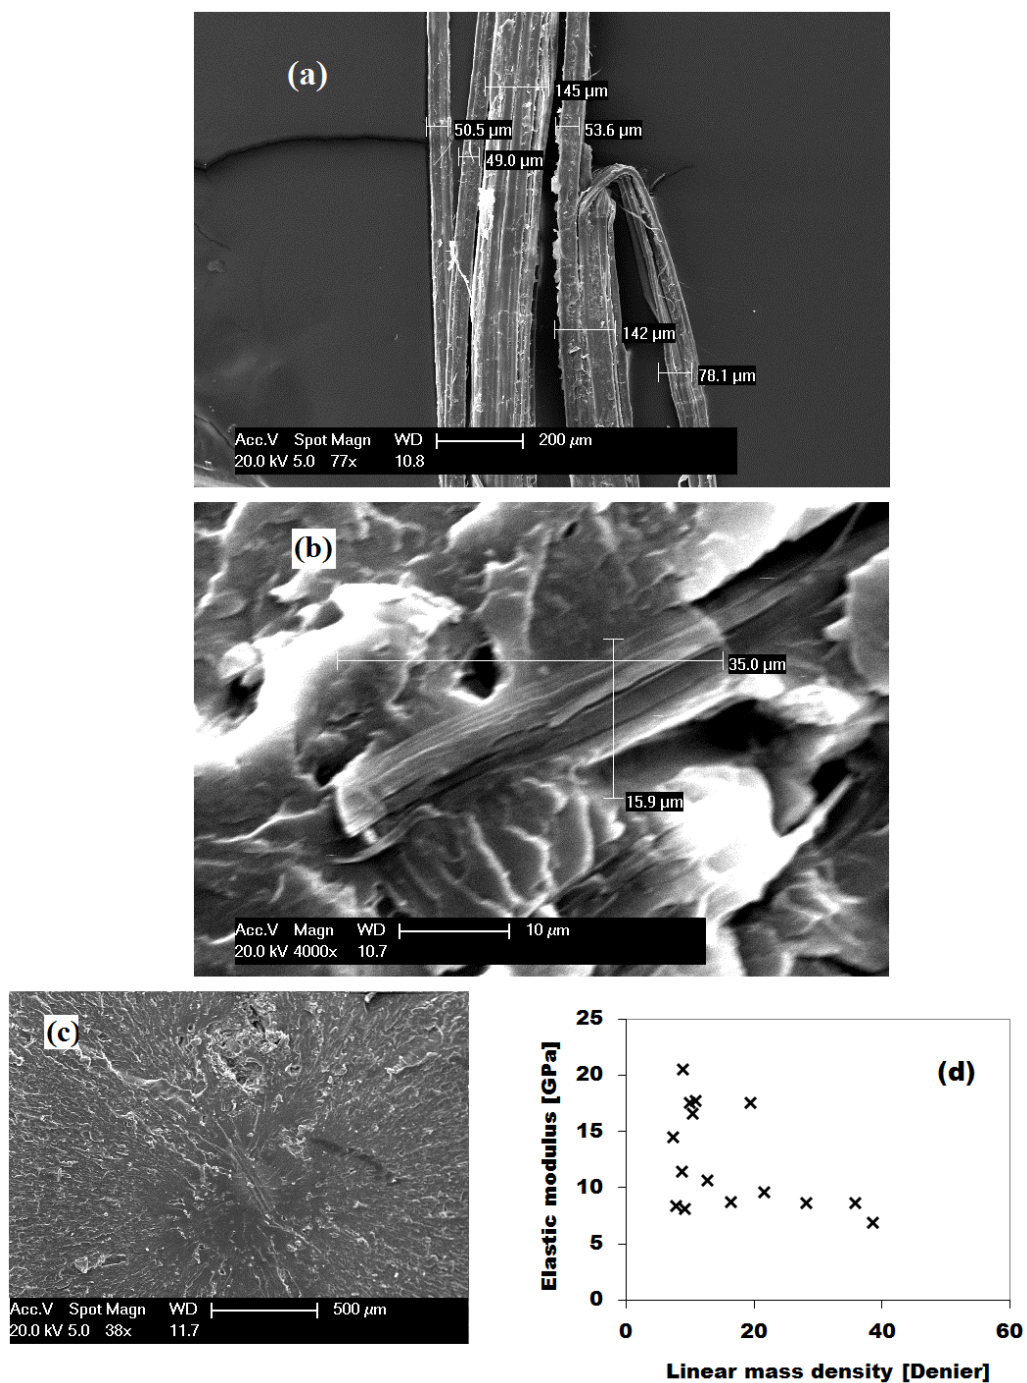 (a)
145 µm
50.5 µm
53.6 µm
49.0 µm
142 µm
78.1 µm
Acc.V Spot Magn WD 200 µm
20.0 kV 5.0 77x 10.8
(b)
35.0 µm
15.9 µm
Acc.V Magn WD 10 µm
20.0 kV 4000x 10.7
(c)
Acc.V Spot Magn WD 500 µm
20.0 kV 5.0 38x 11.7
(d)
Elastic modulus [GPa]
25
20
15
10
5
0
0 20 40 60
Linear mass density [Denier]